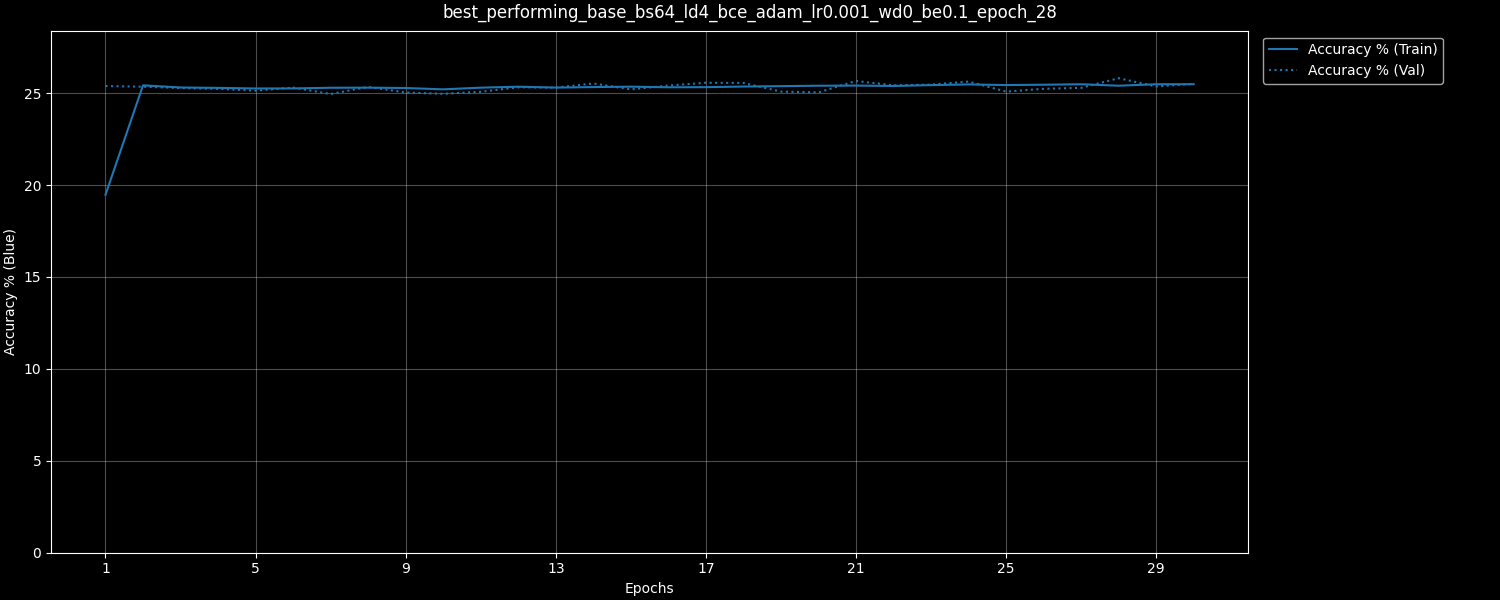 best_performing_base_bs64_ld4_bce_adam_lr0.001_wd0_be0.1_epoch_28
Accuracy % (Train)
Accuracy % (Val)
Accuracy % (Blue)
25
20
15
10
5
0
1 5 9 13 17 21 25 29
Epochs